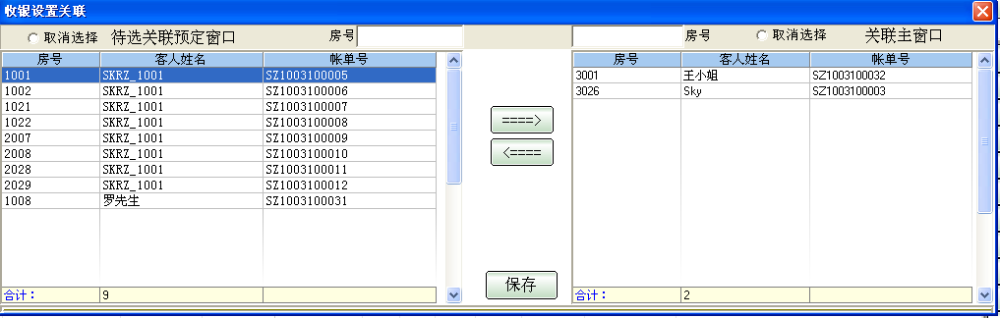 收银设置关联
取消选择 待选关联预定窗口 房号 房号 取消选择 关联主窗口
房号 客人姓名 帐单号
1001 SKRZ_1001 SZ1003100005
1002 SKRZ_1001 SZ1003100006
1021 SKRZ_1001 SZ1003100007
1022 SKRZ_1001 SZ1003100008
2007 SKRZ_1001 SZ1003100009
2008 SKRZ_1001 SZ1003100010
2028 SKRZ_1001 SZ1003100011
2029 SKRZ_1001 SZ1003100012
1008 罗先生 SZ1003100031
合计： 9
====>
<====
保存
房号 客人姓名 帐单号
3001 王小姐 SZ1003100032
3026 Sky SZ1003100003
合计： 2